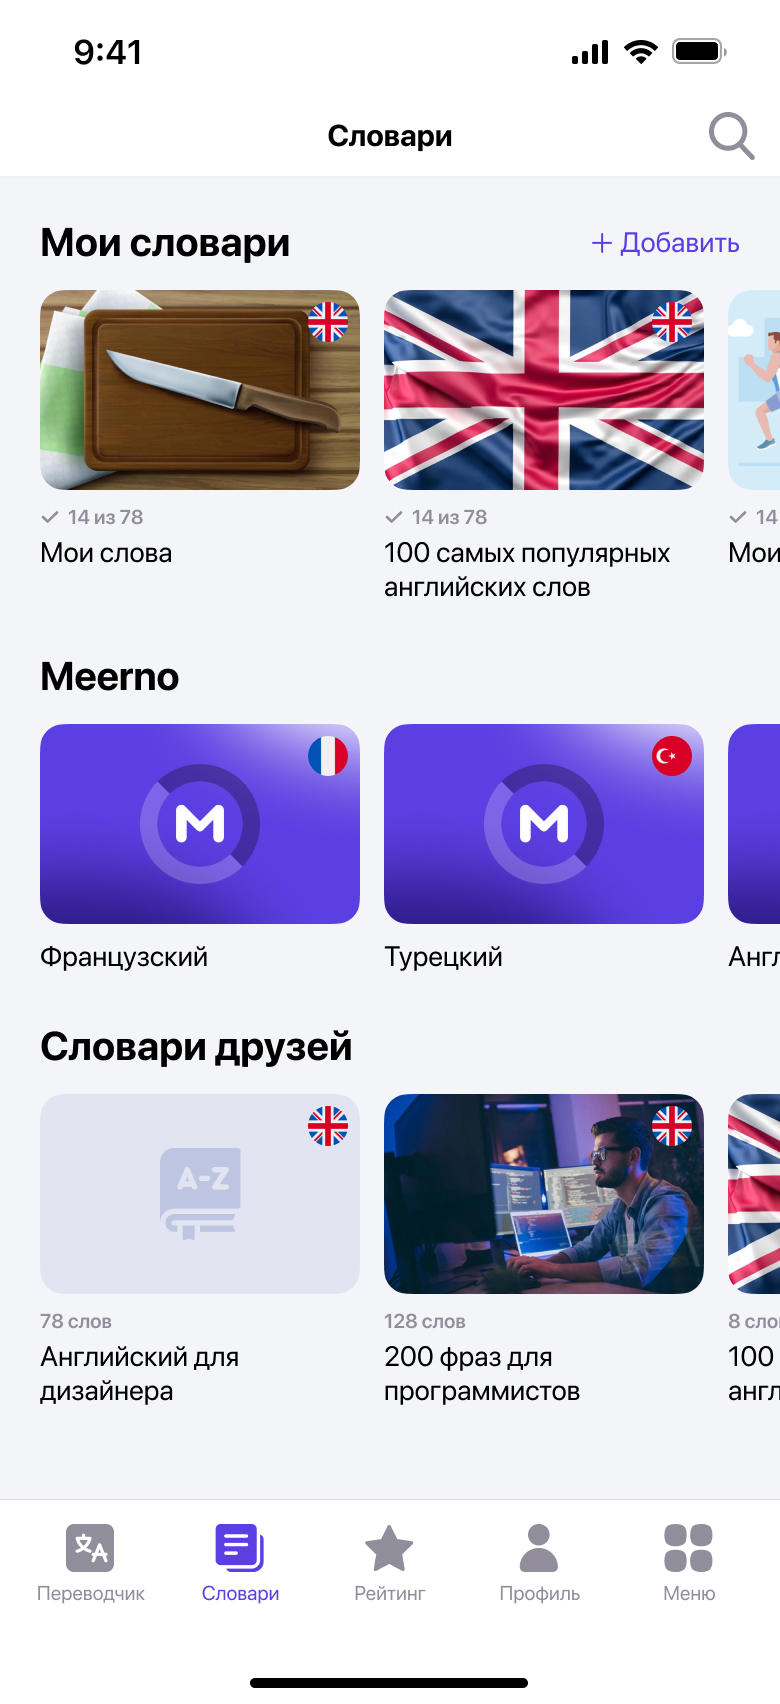 9:41
Словари
Мои словари
+ Добавить
14 из 78
14 из 78
14
Мои слова
100 самых популярных
английских слов
Мои
Meerno
M
M
Французский
Турецкий
Англ
Словари друзей
A-Z
78 слов
128 слов
8 сло
Английский для
дизайнера
200 фраз для
программистов
100
англ
Переводчик
Словари
Рейтинг
Профиль
Меню